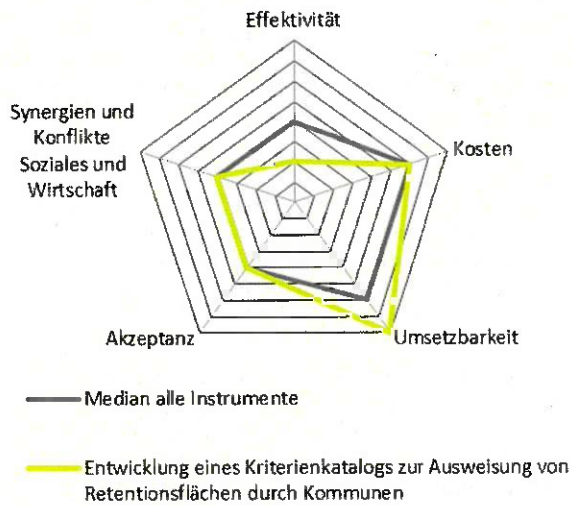 Effektivität
Synergien und
Konflikte
Soziales und
Wirtschaft
Kosten
Akzeptanz
Umsetzbarkeit
Median alle Instrumente
Entwicklung eines Kriterienkatalogs zur Ausweisung von
Retentionsflächen durch Kommunen